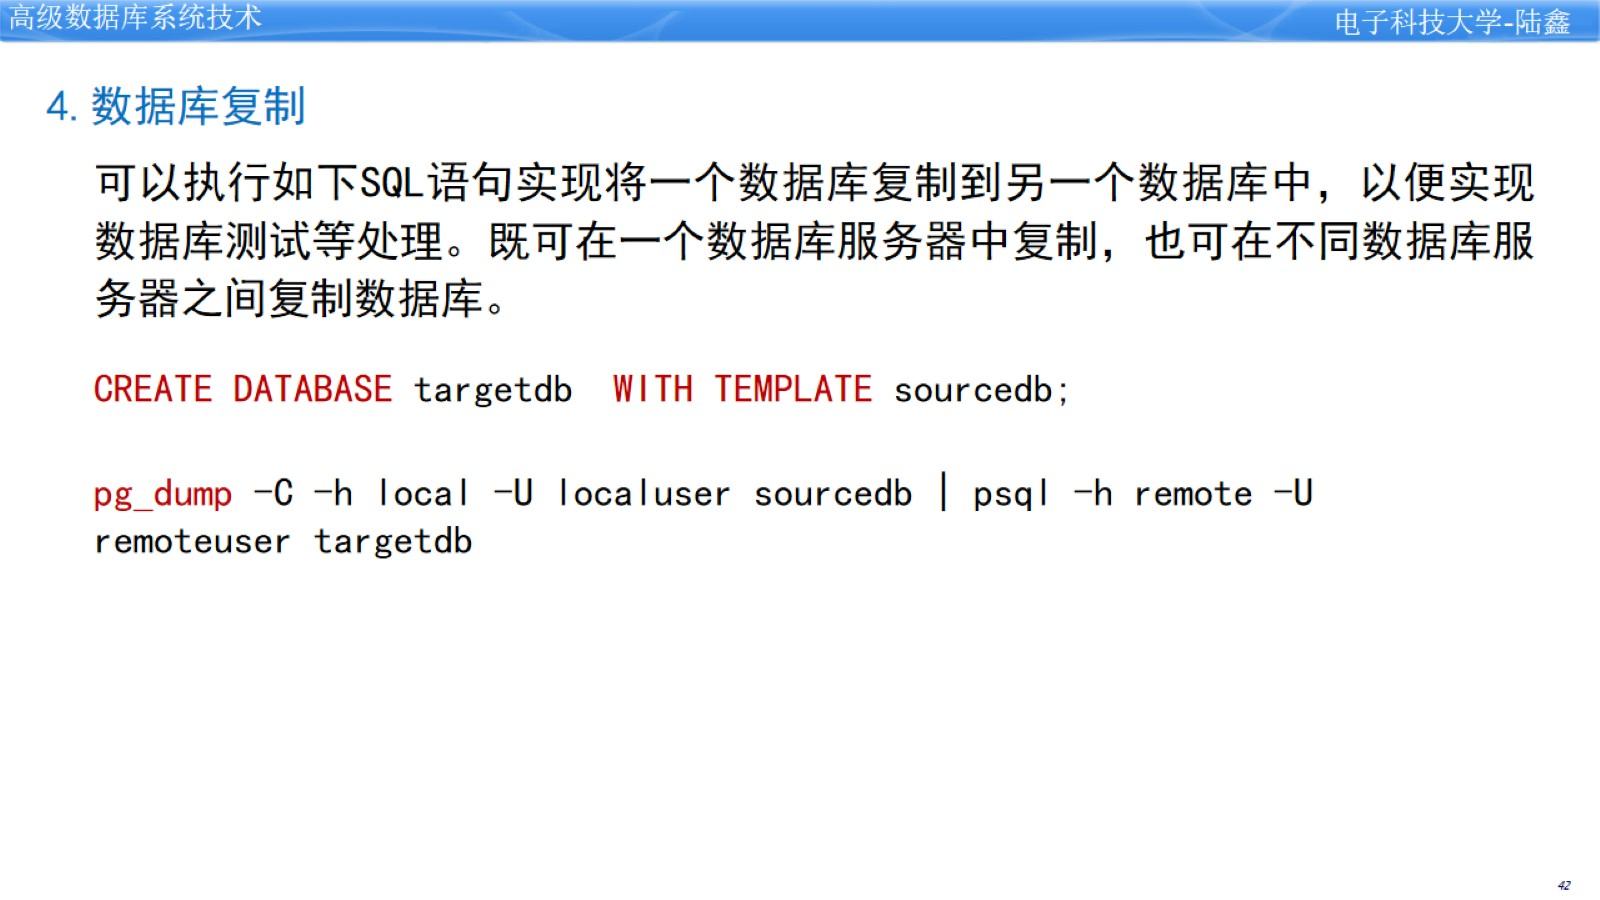 高级数据库系统技术
电子科技大学-陆鑫
4. 数据库复制
可以执行如下SQL语句实现将一个数据库复制到另一个数据库中，以便实现
数据库测试等处理。既可在一个数据库服务器中复制，也可在不同数据库服
务器之间复制数据库。
CREATE DATABASE targetdb  WITH TEMPLATE sourcedb;
pg_dump -C -h local -U localuser sourcedb | psql -h remote -U
remoteuser targetdb
42